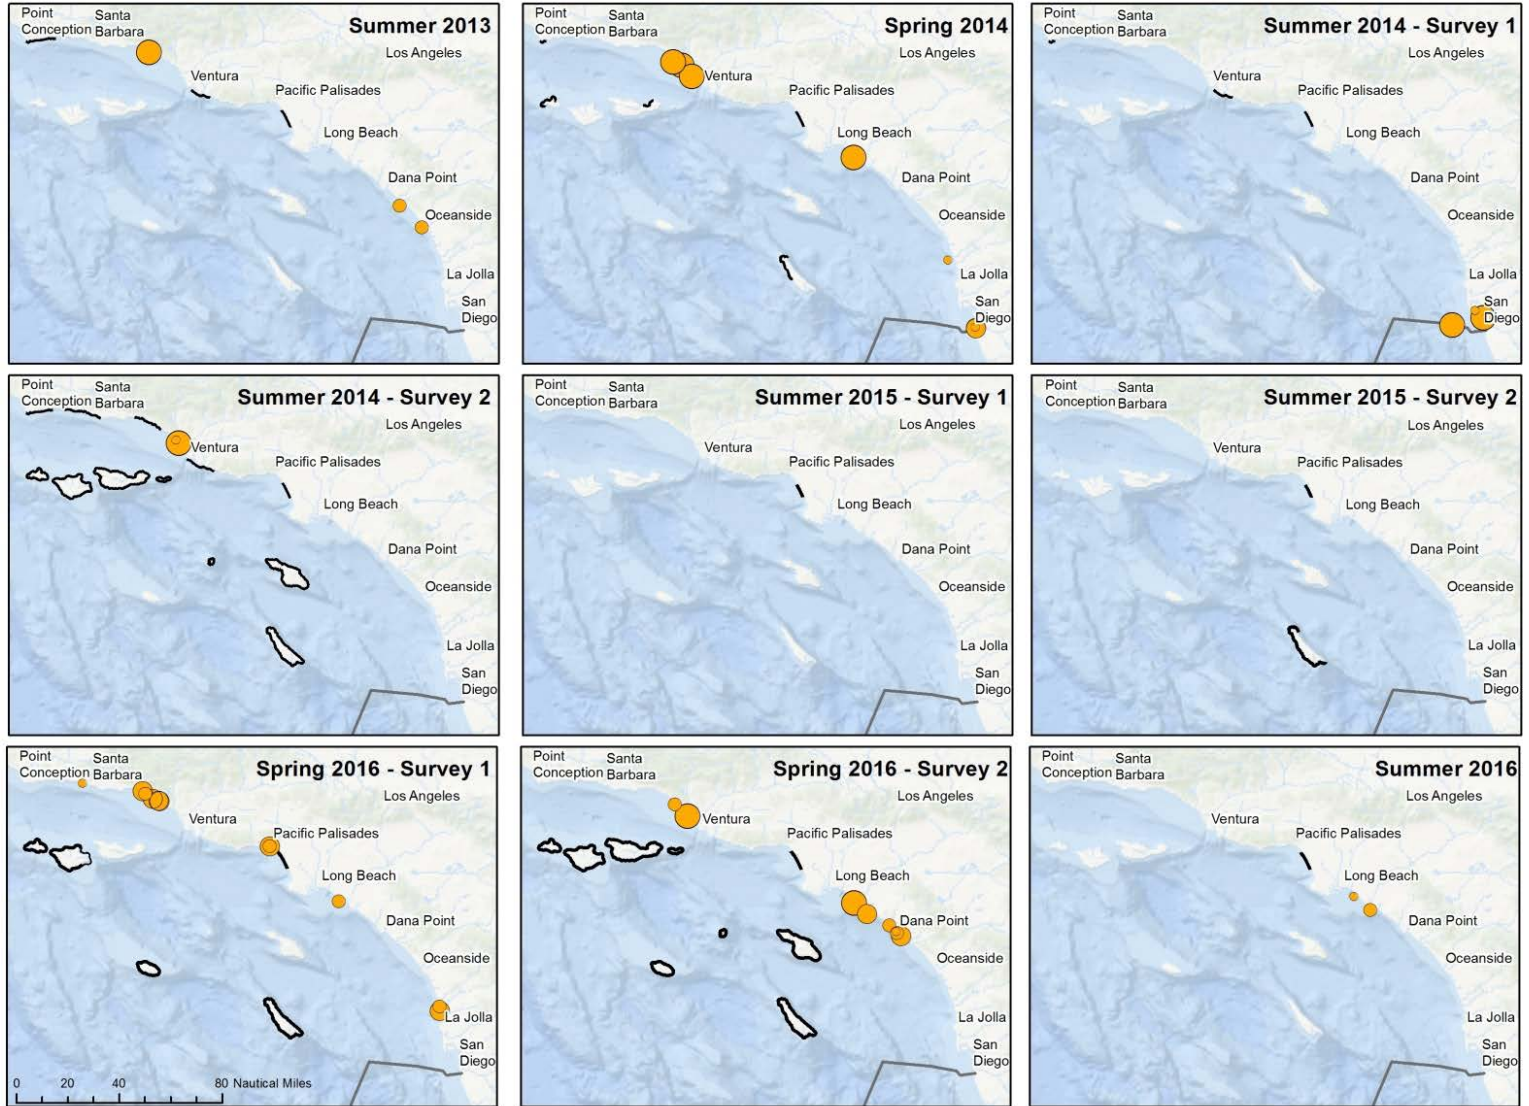 Point
Conception
Santa
Barbara
Summer 2013
Los Angeles
Ventura
Pacific Palisades
Long Beach
Dana Point
Oceanside
La Jolla
San
Diego
Point
Conception
Santa
Barbara
Spring 2014
Los Angeles
Ventura
Pacific Palisades
Long Beach
Dana Point
Oceanside
La Jolla
San
Diego
Point
Conception
Santa
Barbara
Summer 2014 - Survey 1
Los Angeles
Ventura
Pacific Palisades
Long Beach
Dana Point
Oceanside
La Jolla
San
Diego
Point
Conception
Santa
Barbara
Summer 2014 - Survey 2
Los Angeles
Ventura
Pacific Palisades
Long Beach
Dana Point
Oceanside
La Jolla
San
Diego
Point
Conception
Santa
Barbara
Summer 2015 - Survey 1
Los Angeles
Ventura
Pacific Palisades
Long Beach
Dana Point
Oceanside
La Jolla
San
Diego
Point
Conception
Santa
Barbara
Summer 2015 - Survey 2
Los Angeles
Ventura
Pacific Palisades
Long Beach
Dana Point
Oceanside
La Jolla
San
Diego
Point
Conception
Santa
Barbara
Spring 2016 - Survey 1
Los Angeles
Ventura
Pacific Palisades
Long Beach
Dana Point
Oceanside
La Jolla
San
Diego
0 20 40 80 Nautical Miles
Point
Conception
Santa
Barbara
Spring 2016 - Survey 2
Los Angeles
Ventura
Pacific Palisades
Long Beach
Dana Point
Oceanside
La Jolla
San
Diego
Point
Conception
Santa
Barbara
Summer 2016
Los Angeles
Ventura
Pacific Palisades
Long Beach
Dana Point
Oceanside
La Jolla
San
Diego